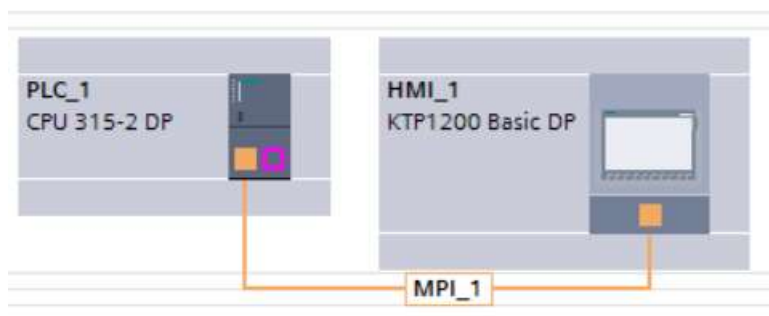 PLC_1
CPU 315-2 DP
HMI_1
KTP1200 Basic DP
MPI_1